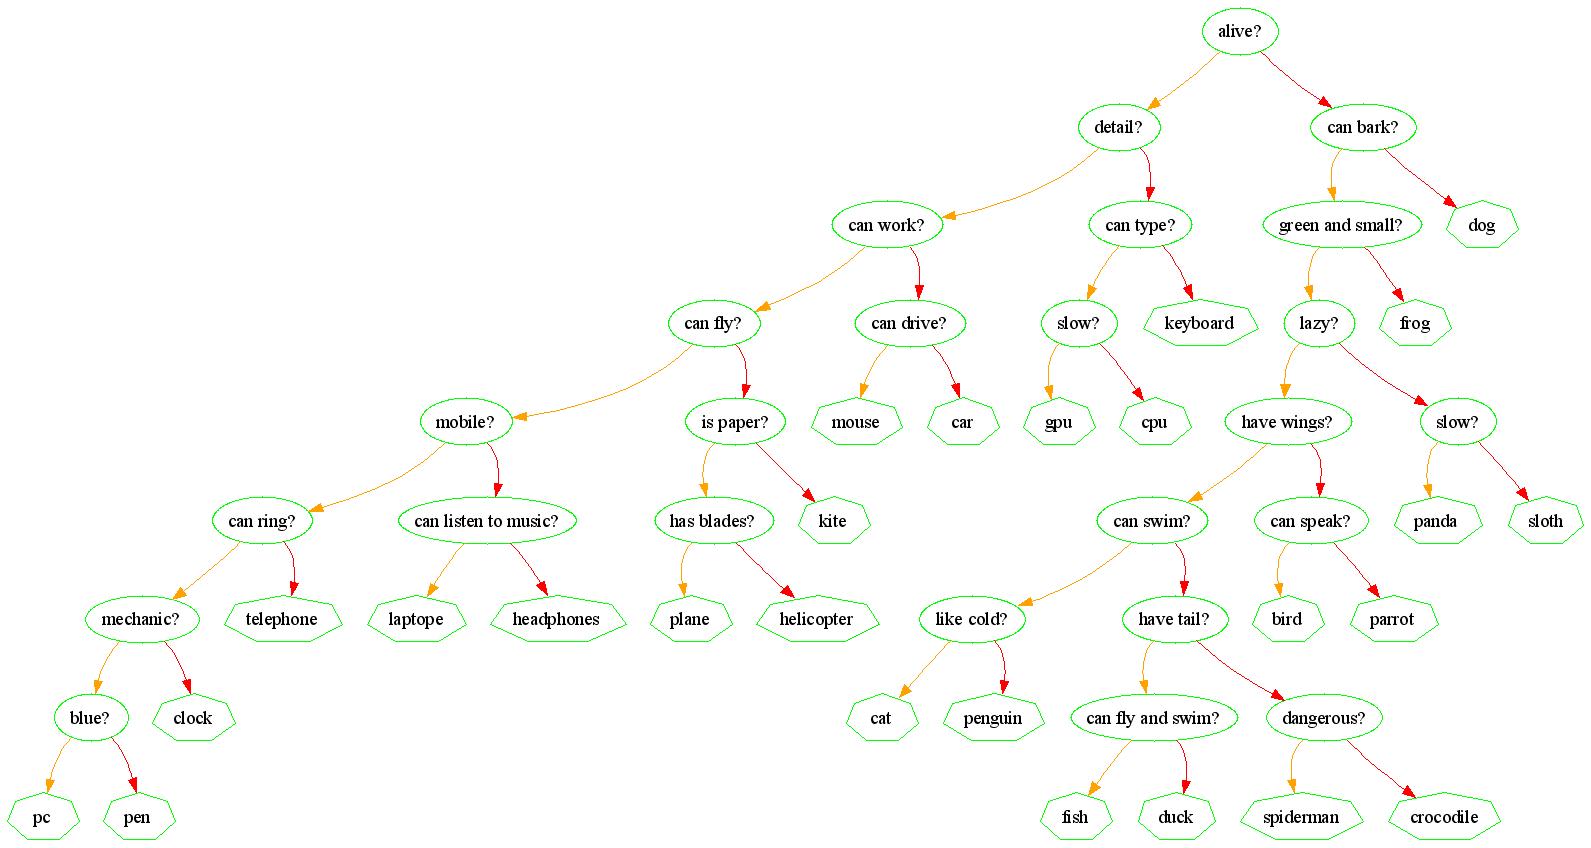 alive?
detail?
can bark?
can work?
can type?
green and small?
dog
can fly?
can drive?
slow?
keyboard
lazy?
frog
mobile?
is paper?
mouse
car
gpu
cpu
have wings?
slow?
can ring?
can listen to music?
has blades?
kite
can swim?
can speak?
panda
sloth
mechanic?
telephone
laptope
headphones
plane
helicopter
like cold?
have tail?
bird
parrot
blue?
clock
cat
penguin
can fly and swim?
dangerous?
pc
pen
fish
duck
spiderman
crocodile